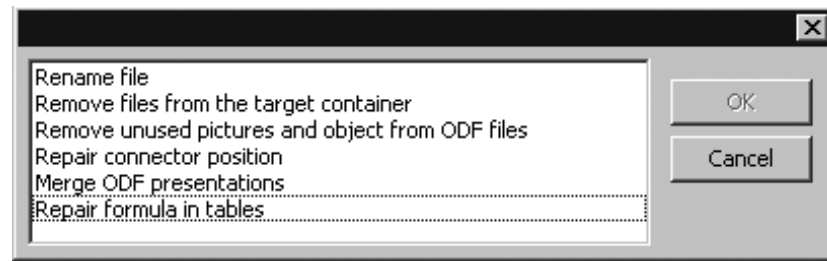 Rename file
Remove files from the target container
Remove unused pictures and object from ODF files
Repair connector position
Merge ODF presentations
Repair formula in tables
OK
Cancel